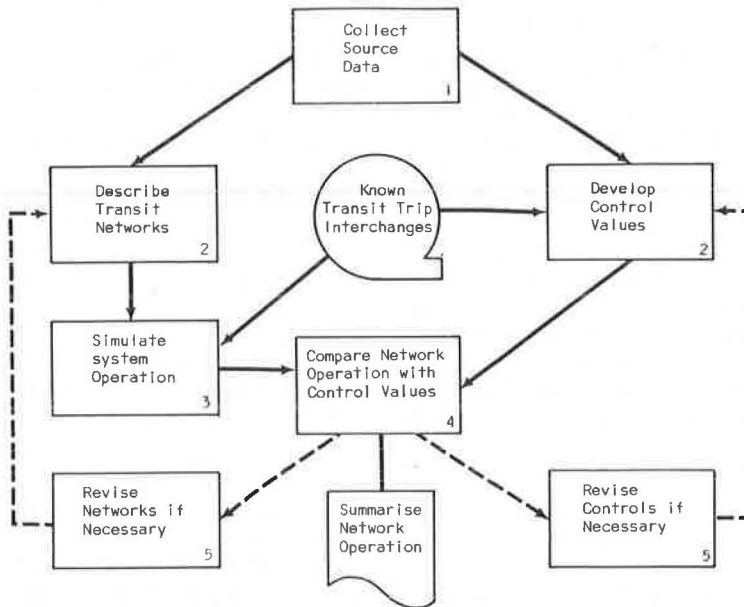 Collect
Source
Data
1
Describe
Transit
Networks
2
Known
Transit Trip
Interchanges
Develop
Control
Values
2
Simulate
system
Operation
3
Compare Network
Operation with
Control Values
4
Revise
Networks if
Necessary
5
Summarise
Network
Operation
Revise
Controls if
Necessary
5